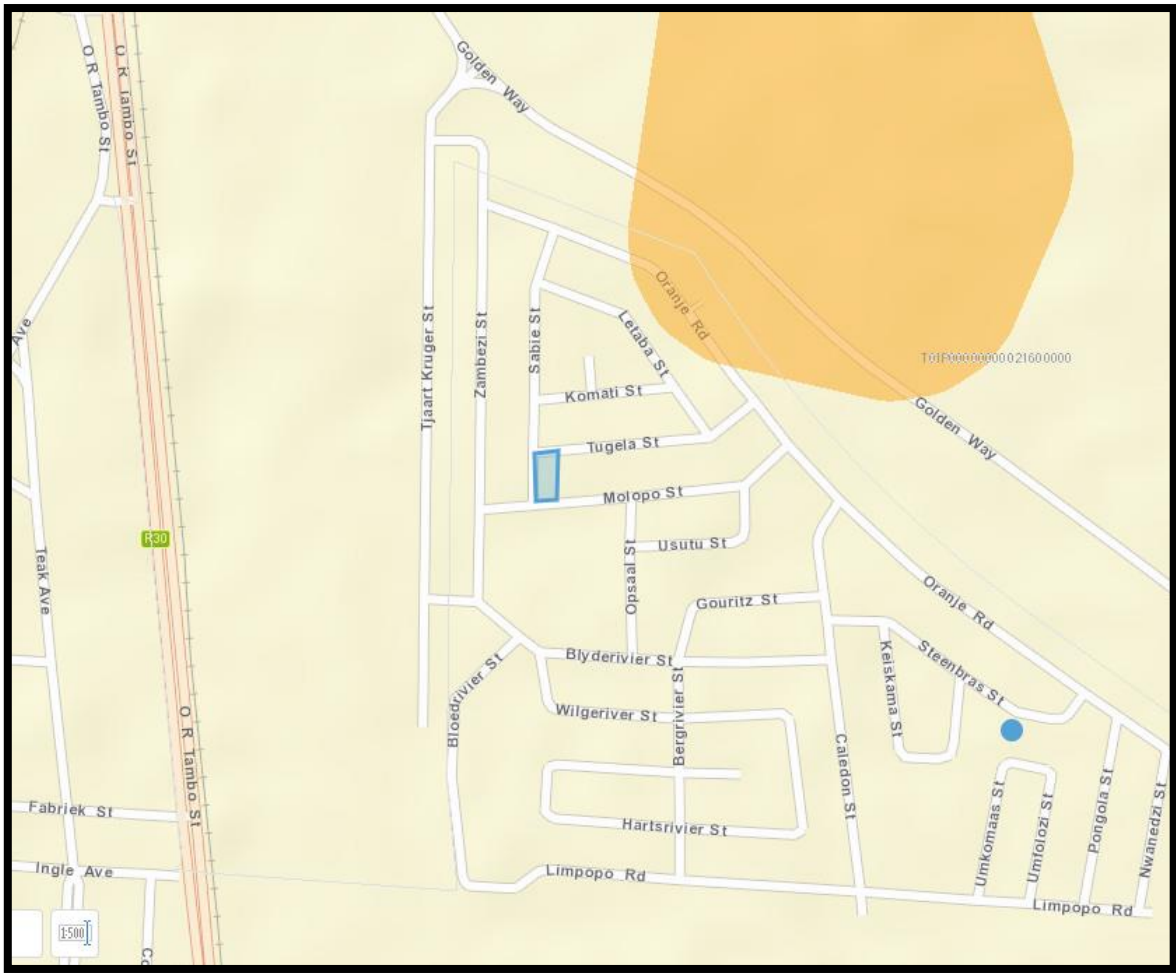 O R Tambo St
O R Tambo St
Golden Way
Ave
Tjaart Kruger St
Zambezi St
Sabie St
Letaba St
Oranje Rd
Komati St
T01P00000000021600000
Golden Way
Tugela St
Molopo St
R30
Teak Ave
Usutu St
Opsaal St
Gouritz St
Oranje Rd
Steenbras St
Keiskama St
Blyderivier St
Bloedrivier St
Bergrivier St
Wilgeriver St
O R Tambo St
Caledon St
Umkomaas St
Umfolozi St
Pongola St
Nwanedzi St
Fabriek St
Hartsrivier St
Ingle Ave
Limpopo Rd
Limpopo Rd
1:500
Co